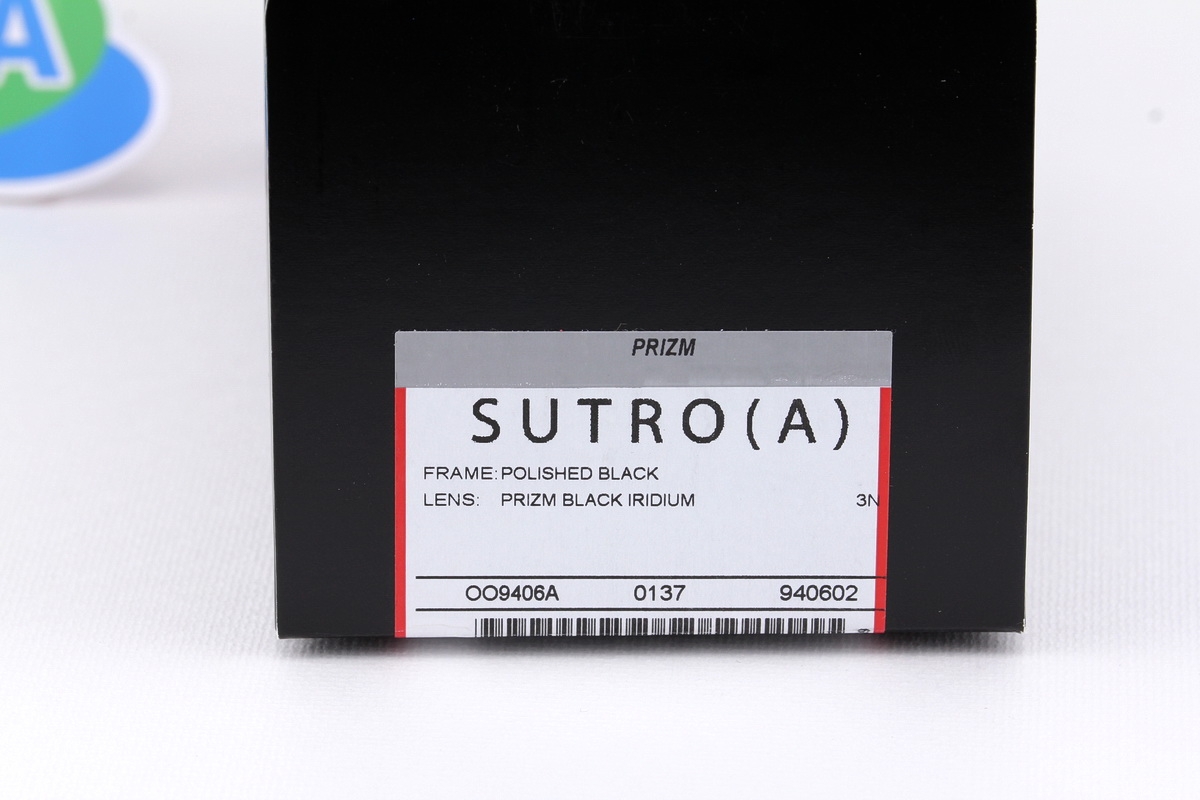 A
PRIZM
SUTRO(A)
FRAME: POLISHED BLACK
LENS: PRIZM BLACK IRIDIUM 3N
OO9406A 0137 940602